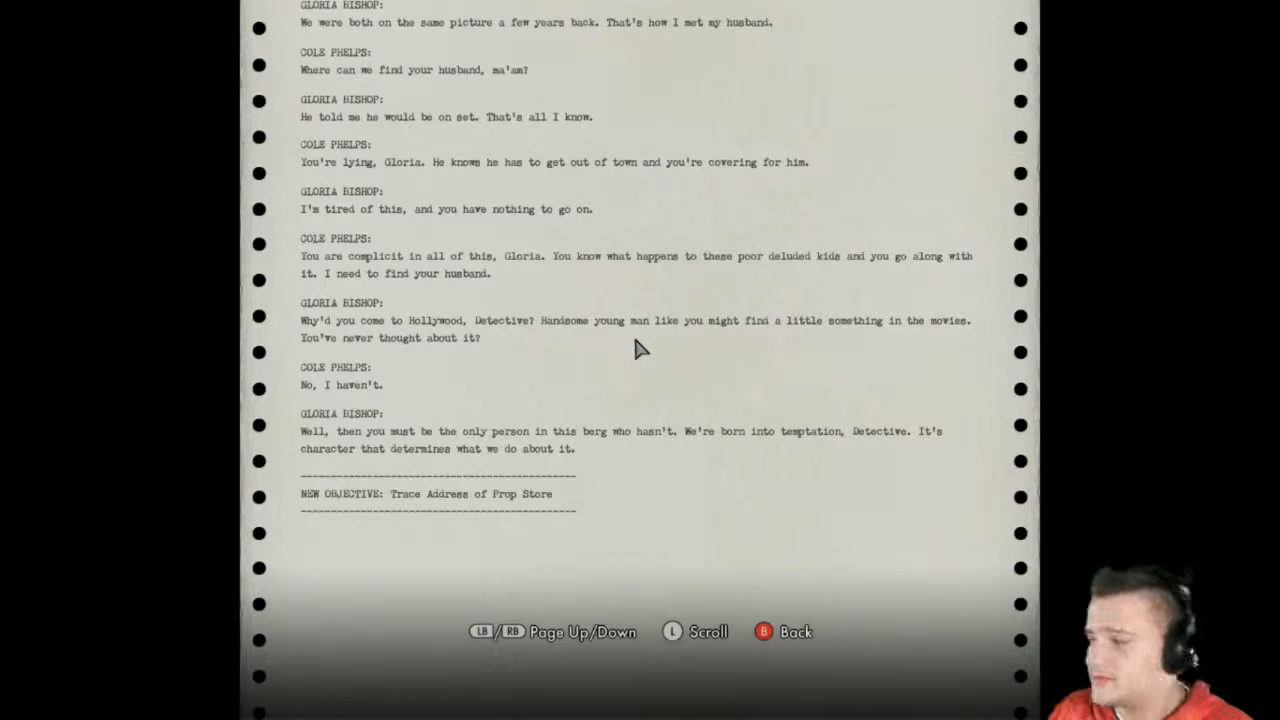 GLORIA BISHOP:
We were both on the same picture a few years back. That's how I met my husband.
COLE PHELPS:
Where can we find your husband, ma'am?
GLORIA BISHOP:
He told me he would be on set. That's all I know.
COLE PHELPS:
You're lying, Gloria. He knows he has to get out of town and you're covering for him.
GLORIA BISHOP:
I'm tired of this, and you have nothing to go on.
COLE PHELPS:
You are complicit in all of this, Gloria. You know what happens to these poor deluded kids and you go along with
it. I need to find your husband.
GLORIA BISHOP:
Why'd you come to Hollywood, Detective? Handsome young man like you might find a little something in the movies.
You've never thought about it?
COLE PHELPS:
No, I haven't.
GLORIA BISHOP:
Well, then you must be the only person in this berg who hasn't. We're born into temptation, Detective. It's
character that determines what we do about it.
----------------------------------------------
NEW OBJECTIVE: Trace Address of Prop Store
----------------------------------------------
LB/RB Page Up/Down L Scroll B Back